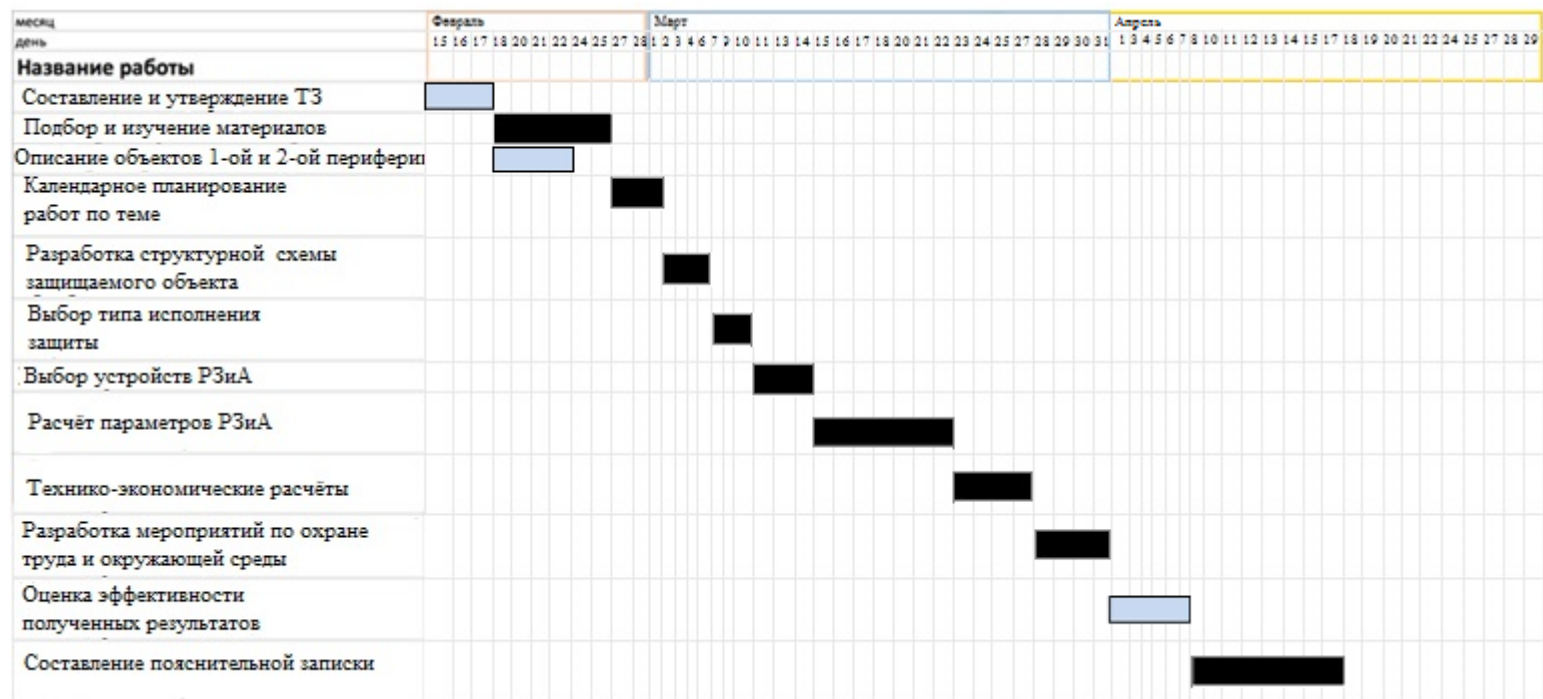 месяц Февраль Март Апрель
день 15 16 17 18 20 21 22 24 25 27 28 1 2 3 4 6 7 9 10 11 13 14 15 16 17 18 20 21 22 23 24 25 27 28 29 30 31 1 3 4 5 6 7 8 10 11 12 13 14 15 17 18 19 20 21 22 24 25 27 28 29
Название работы
Составление и утверждение ТЗ
Подбор и изучение материалов
Описание объектов 1-ой и 2-ой перифери
Календарное планирование
работ по теме
Разработка структурной схемы
защищаемого объекта
Выбор типа исполнения
защиты
Выбор устройств РЗиА
Расчёт параметров РЗиА
Технико-экономические расчёты
Разработка мероприятий по охране
труда и окружающей среды
Оценка эффективности
полученных результатов
Составление пояснительной записки